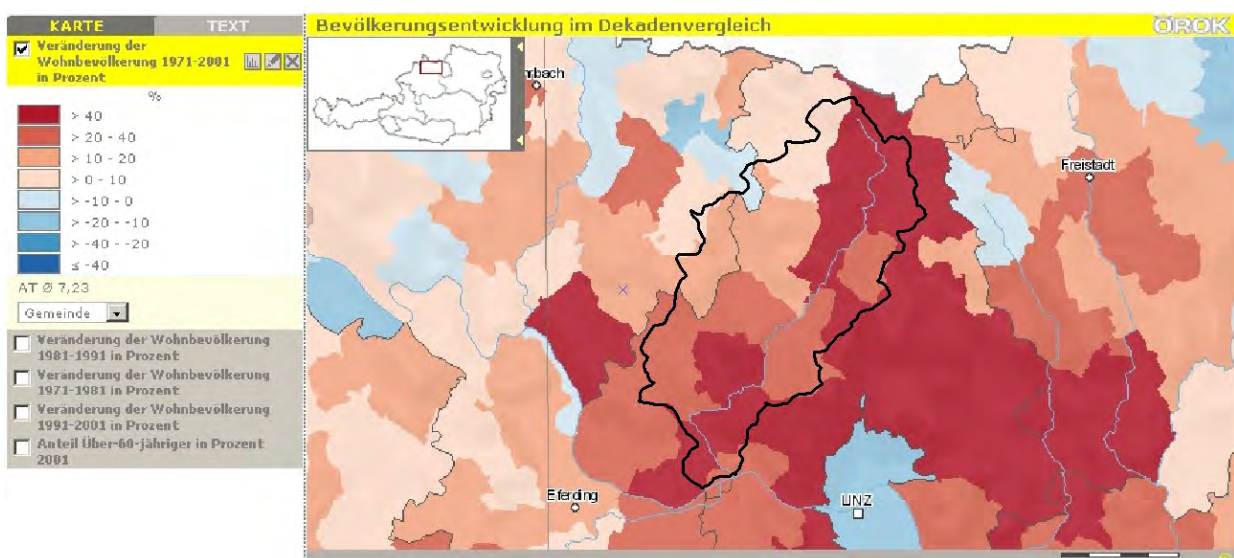 KARTE
TEXT
Veränderung der
Wohnbevölkerung 1971-2001
in Prozent
%
> 40
> 20 - 40
> 10 - 20
> 0 - 10
> -10 - 0
> -20 - -10
> -40 - -20
≤ -40
AT Ø 7,23
Gemeinde
Veränderung der Wohnbevölkerung
1981-1991 in Prozent
Veränderung der Wohnbevölkerung
1971-1981 in Prozent
Veränderung der Wohnbevölkerung
1991-2001 in Prozent
Anteil Über-60-jähriger in Prozent
2001
Bevölkerungsentwicklung im Dekadenvergleich
ÖROK
rbach
Freistadt
Eferding
LINZ